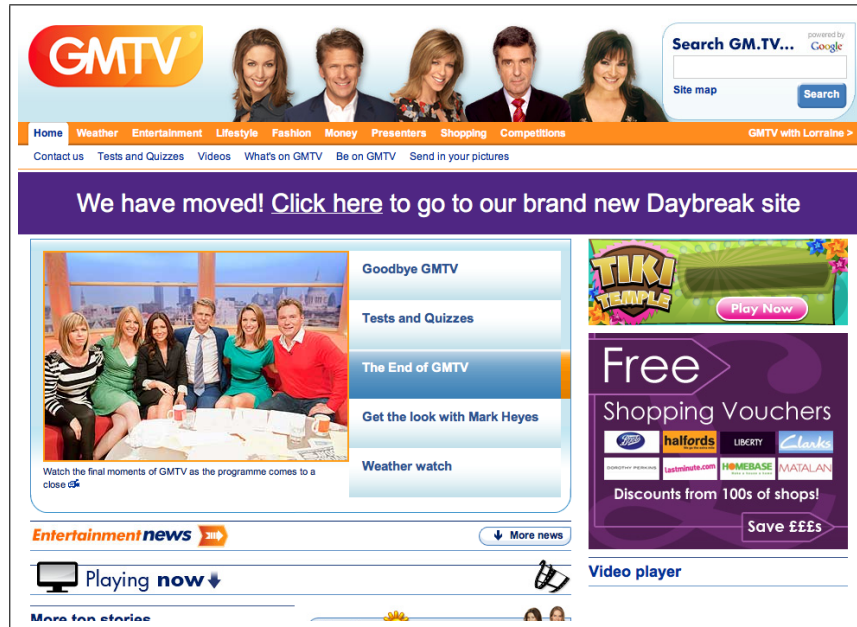 GMTV
Search GM.TV...
powered by
Google
Site map
Search
Home Weather Entertainment Lifestyle Fashion Money Presenters Shopping Competitions GMTV with Lorraine >
Contact us Tests and Quizzes Videos What's on GMTV Be on GMTV Send in your pictures
We have moved! Click here to go to our brand new Daybreak site
Goodbye GMTV
Tests and Quizzes
The End of GMTV
Get the look with Mark Heyes
Weather watch
Watch the final moments of GMTV as the programme comes to a
close
TIKI
TEMPLE
Play Now
Free
Shopping Vouchers
Boots halfords LIBERTY Clarks
DOROTHY PERKINS lastminute.com HOMEBASE MATALAN
Discounts from 100s of shops!
Save £££s
Entertainment news
More news
Playing now
Video player
More top stories